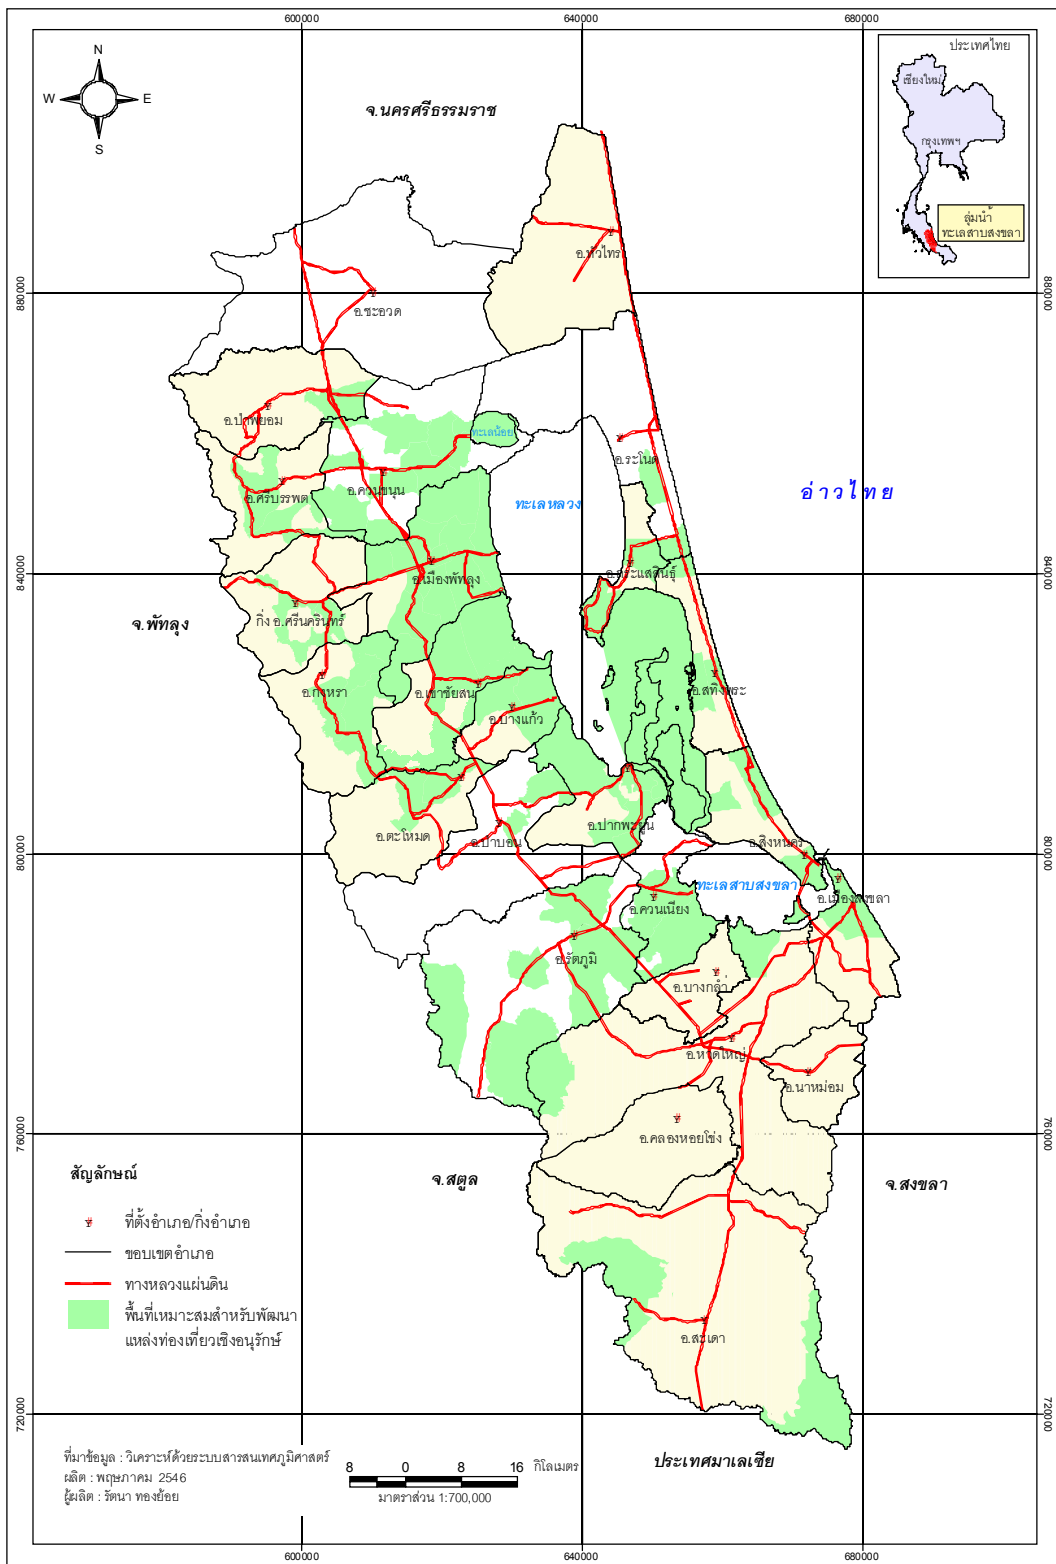 600000
640000
680000
ประเทศไทย
เชียงใหม่
กรุงเทพฯ
ลุ่มน้ำ
ทะเลสาบสงขลา
N
W
E
S
จ.นครศรีธรรมราช
อ.หัวไทร
880000
880000
อ.ชะอวด
อ.ป่าพยอม
ทะเลน้อย
อ.ระโนด
อ.ศรีบรรพต
อ.ควนขนุน
ทะเลหลวง
อ่าวไทย
840000
840000
อ.เมืองพัทลุง
อ.กระแสสินธุ์
จ.พัทลุง
กิ่ง อ.ศรีนครินทร์
อ.กงหรา
อ.เขาชัยสน
อ.สทิงพระ
อ.บางแก้ว
อ.ตะโหมด
อ.ป่าบอน
อ.ปากพะยูน
อ.สิงหนคร
800000
800000
ทะเลสาบสงขลา
อ.เมืองสงขลา
อ.ควนเนียง
อ.รัตภูมิ
อ.บางกล่ำ
อ.หาดใหญ่
อ.นาหม่อม
760000
760000
อ.คลองหอยโข่ง
จ.สตูล
จ.สงขลา
สัญลักษณ์
ที่ตั้งอำเภอ/กิ่งอำเภอ
ขอบเขตอำเภอ
ทางหลวงแผ่นดิน
พื้นที่เหมาะสมสำหรับพัฒนา
แหล่งท่องเที่ยวเชิงอนุรักษ์
อ.สะเดา
720000
720000
ประเทศมาเลเซีย
ที่มาข้อมูล : วิเคราะห์ด้วยระบบสารสนเทศภูมิศาสตร์
ผลิต : พฤษภาคม 2546
ผู้ผลิต : รัตนา ทองย้อย
8 0 8 16 กิโลเมตร
มาตราส่วน 1:700,000
600000
640000
680000